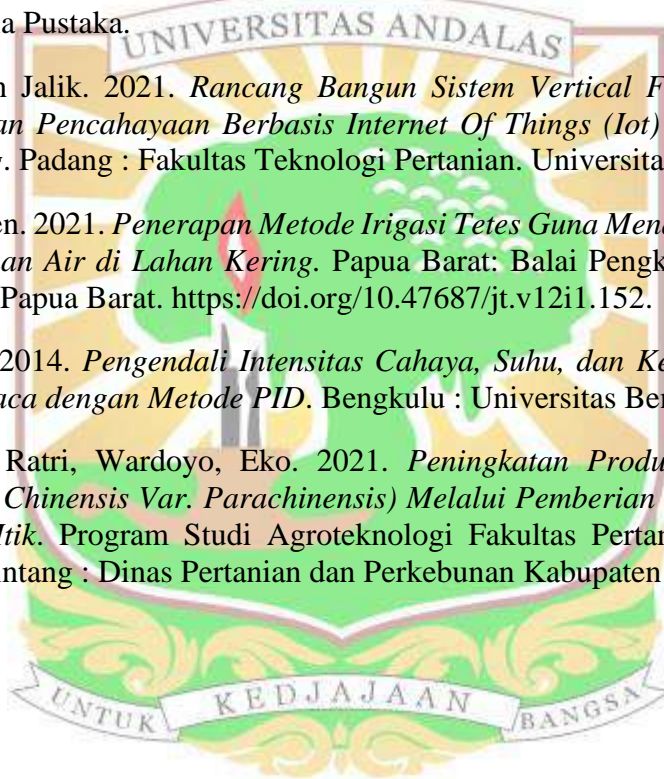 a Pustaka.
UNIVERSITAS ANDALAS
n Jalik. 2021. Rancang Bangun Sistem Vertical F
an Pencahayaan Berbasis Internet Of Things (Iot)
. Padang : Fakultas Teknologi Pertanian. Universita
en. 2021. Penerapan Metode Irigasi Tetes Guna Mend
an Air di Lahan Kering. Papua Barat: Balai Pengk
Papua Barat. https://doi.org/10.47687/jt.v12i1.152.
2014. Pengendali Intensitas Cahaya, Suhu, dan Ke
aca dengan Metode PID. Bengkulu : Universitas Ben
Ratri, Wardoyo, Eko. 2021. Peningkatan Produ
Chinensis Var. Parachinensis) Melalui Pemberian
Itik. Program Studi Agroteknologi Fakultas Pertan
intang : Dinas Pertanian dan Perkebunan Kabupaten
UNTUK KEDJAJAAN BANGSA